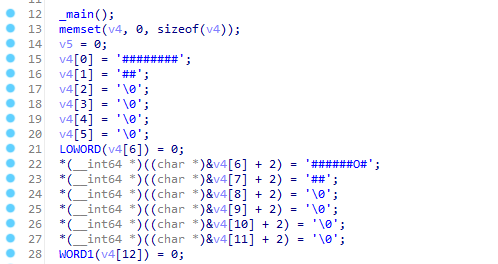 12 _main();
13 memset(v4, 0, sizeof(v4));
14 v5 = 0;
15 v4[0] = '########';
16 v4[1] = '##';
17 v4[2] = '\0';
18 v4[3] = '\0';
19 v4[4] = '\0';
20 v4[5] = '\0';
21 LOWORD(v4[6]) = 0;
22 *(__int64 *)((char *)&v4[6] + 2) = '######O#';
23 *(__int64 *)((char *)&v4[7] + 2) = '##';
24 *(__int64 *)((char *)&v4[8] + 2) = '\0';
25 *(__int64 *)((char *)&v4[9] + 2) = '\0';
26 *(__int64 *)((char *)&v4[10] + 2) = '\0';
27 *(__int64 *)((char *)&v4[11] + 2) = '\0';
28 WORD1(v4[12]) = 0;